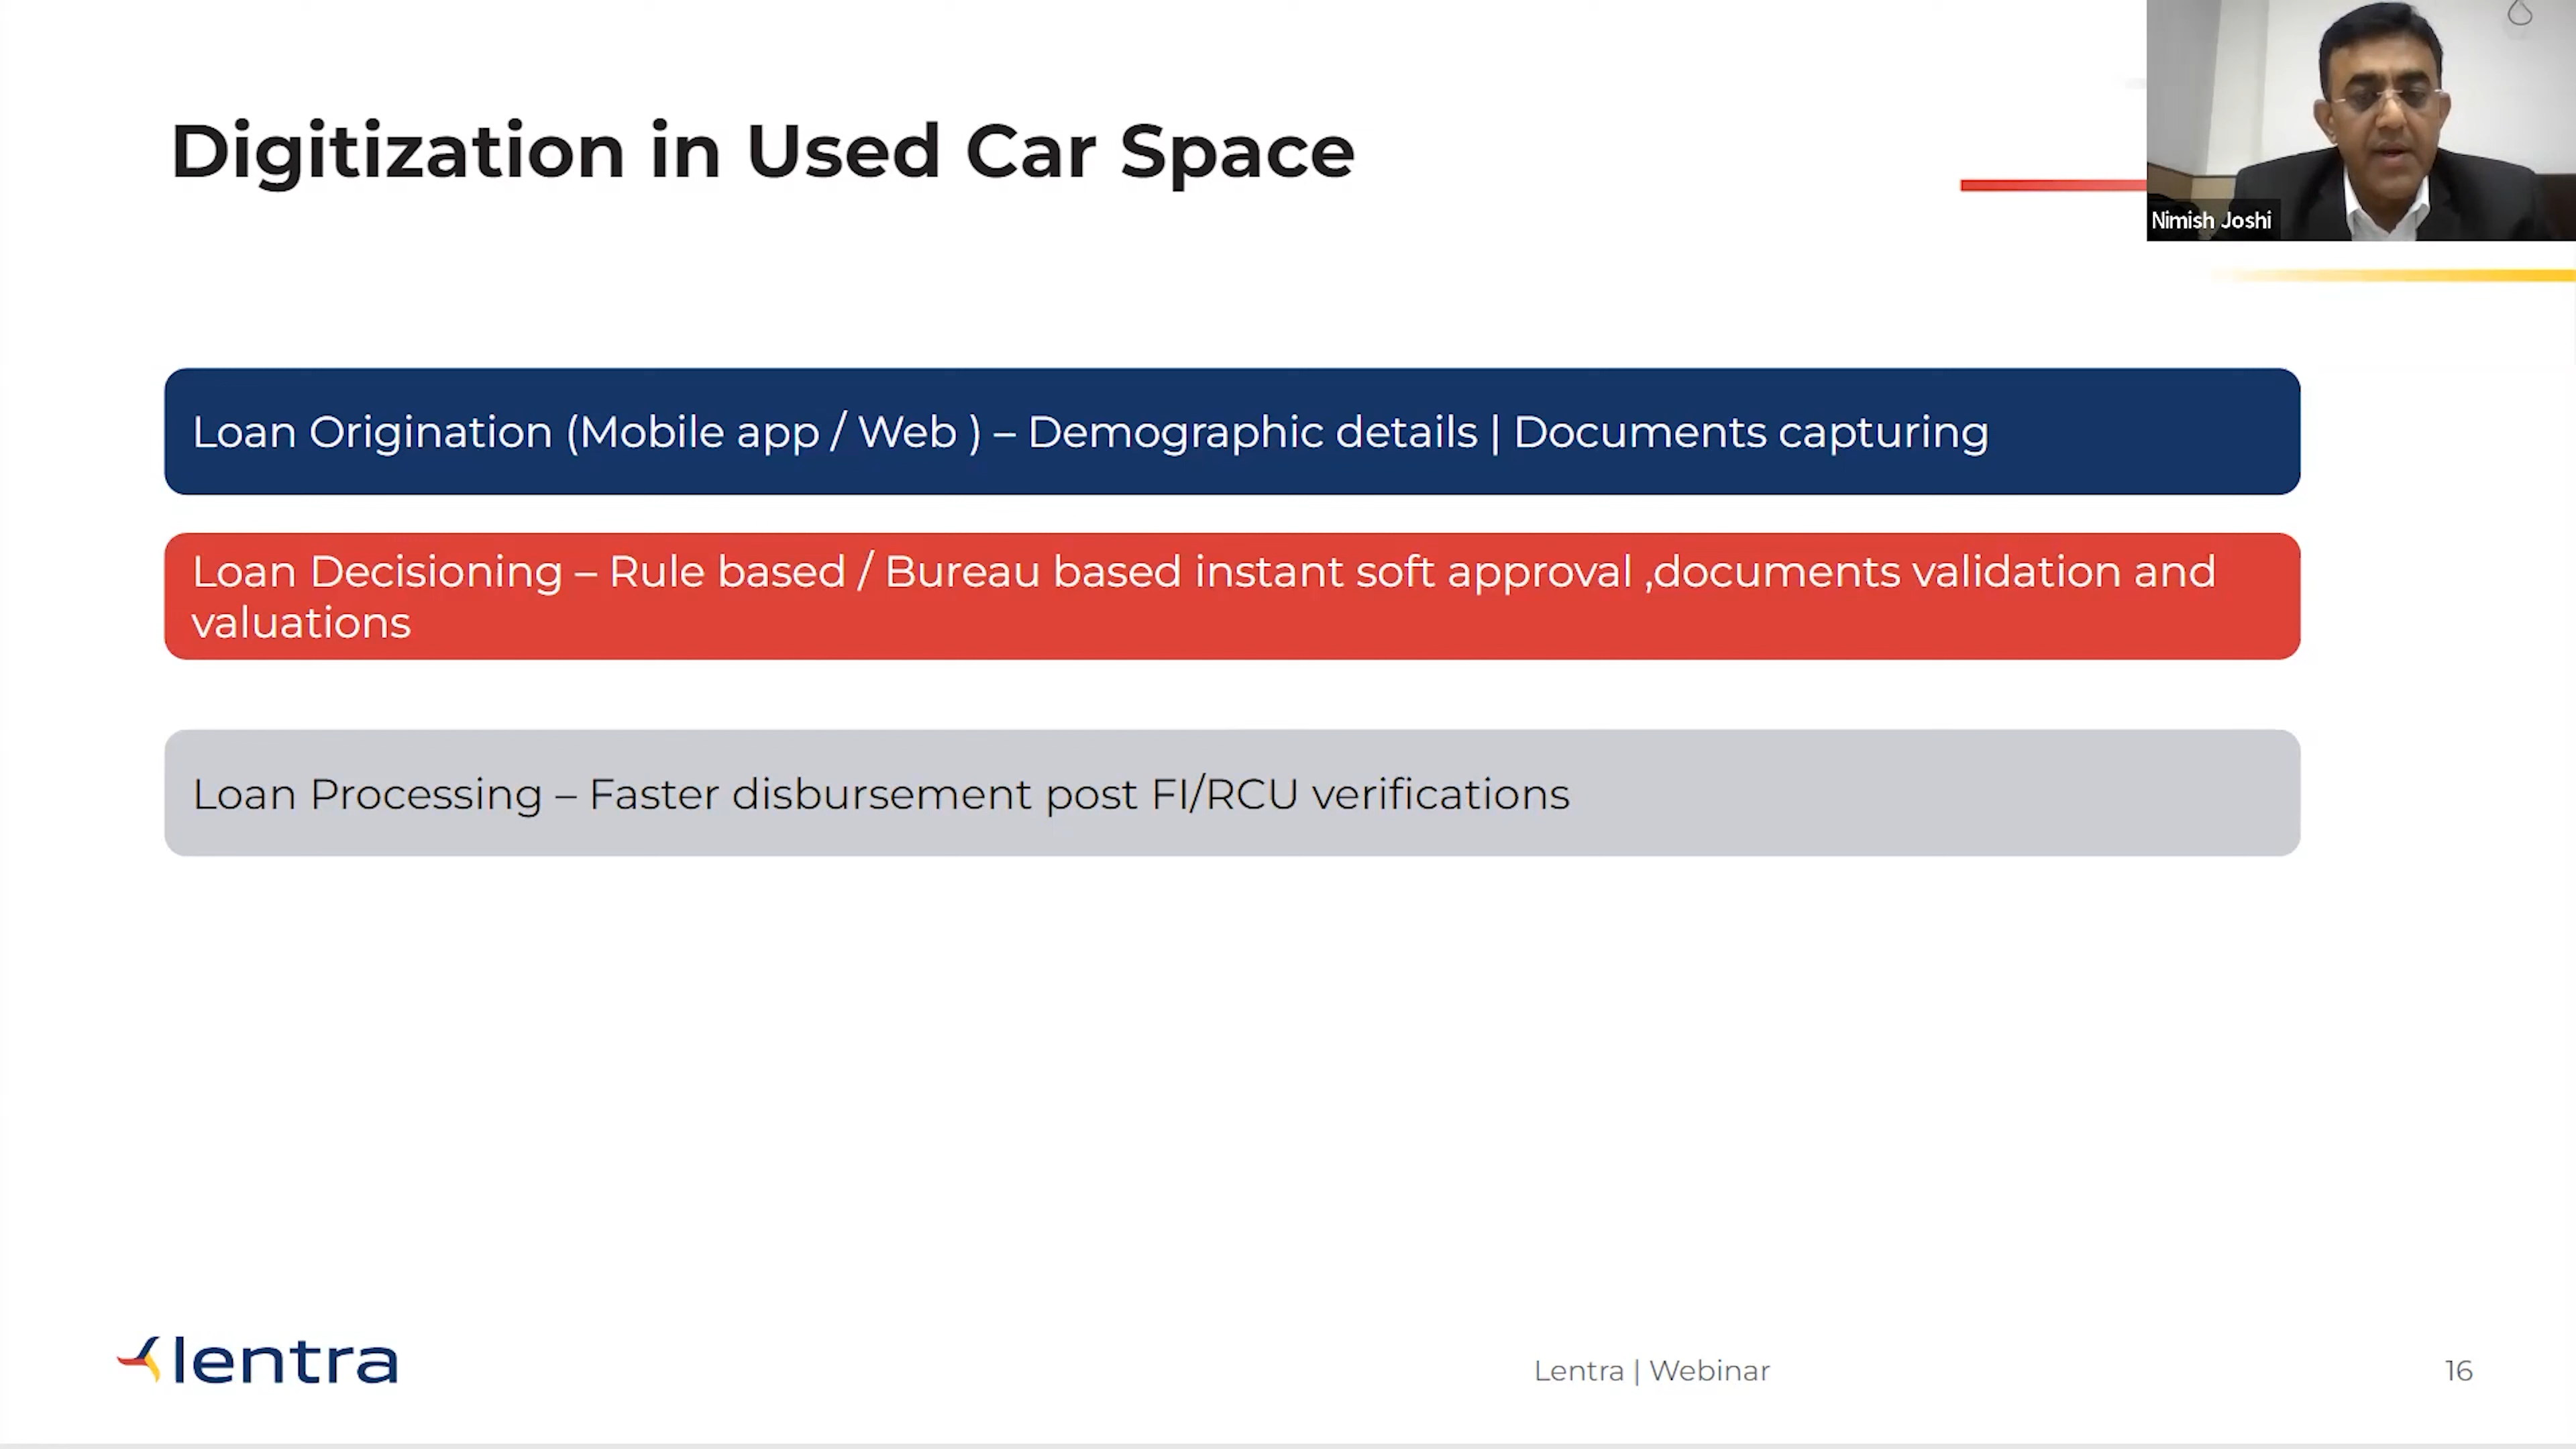 Digitization in Used Car Space
Nimish Joshi
Loan Origination (Mobile app / Web ) – Demographic details | Documents capturing
Loan Decisioning – Rule based / Bureau based instant soft approval ,documents validation and
valuations
Loan Processing – Faster disbursement post FI/RCU verifications
lentra
Lentra | Webinar
16